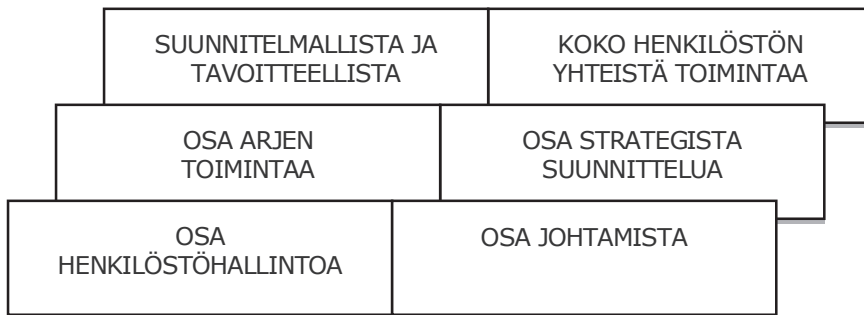 SUUNNITELMALLISTA JA
TAVOITTEELLISTA
KOKO HENKILÖSTÖN
YHTEISTÄ TOIMINTAA
OSA ARJEN
TOIMINTAA
OSA STRATEGISTA
SUUNNITTELUA
OSA
HENKILÖSTÖHALLINTOA
OSA JOHTAMISTA